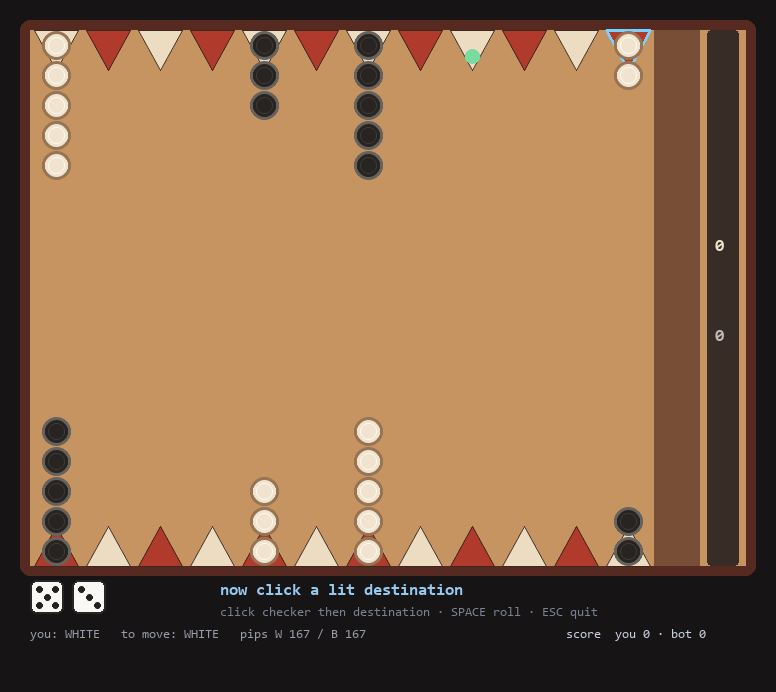 0
0
now click a lit destination
click checker then destination · SPACE roll · ESC quit
you: WHITE to move: WHITE pips W 167 / B 167 score you 0 · bot 0